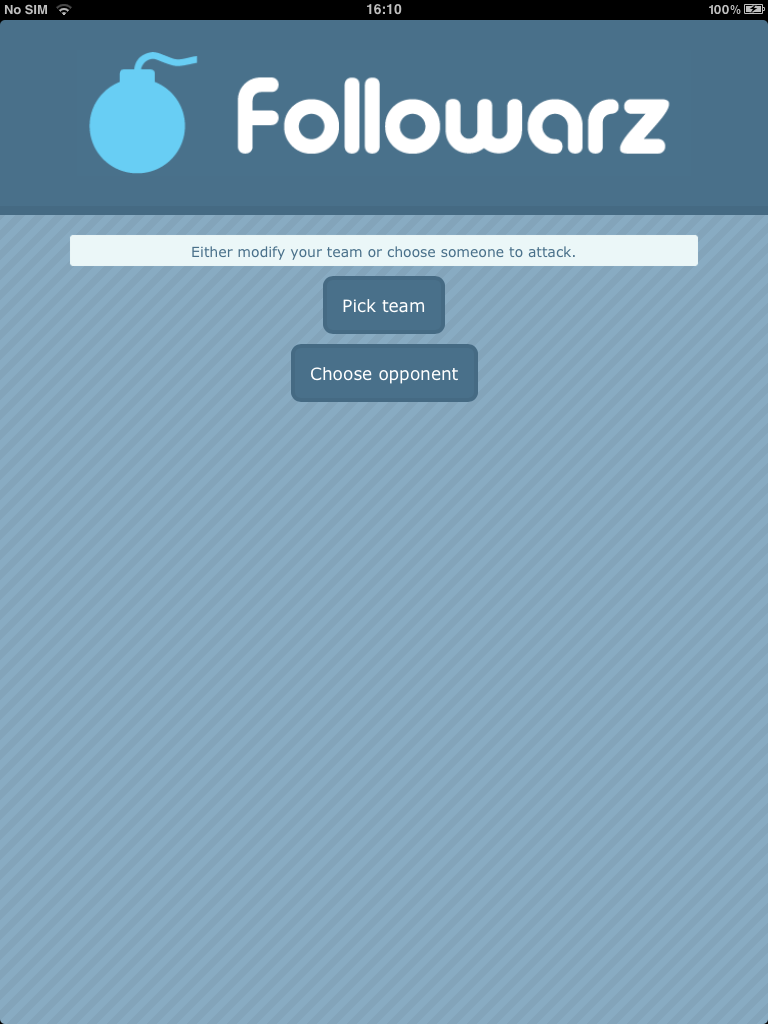 No SIM 16:10 100%
Followarz
Either modify your team or choose someone to attack.
Pick team
Choose opponent